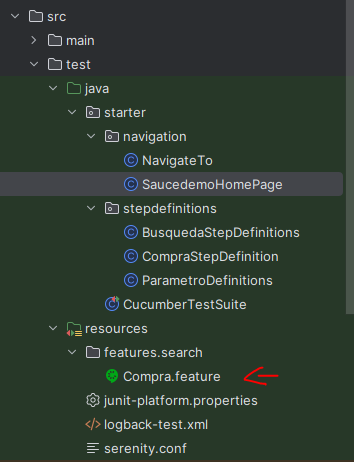 src
main
test
java
starter
navigation
NavigateTo
SaucedemoHomePage
stepdefinitions
BusquedaStepDefinitions
CompraStepDefinition
ParametroDefinitions
CucumberTestSuite
resources
features.search
Compra.feature
junit-platform.properties
logback-test.xml
serenity.conf